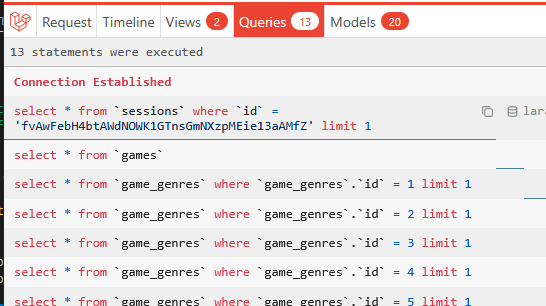 Request Timeline Views 2 Queries 13 Models 20
13 statements were executed
Connection Established
select * from `sessions` where `id` =
'fvAwFebH4btAWdNOWK1GTnsGmNXzpMEie13aAMfZ' limit 1
lara
select * from `games`
select * from `game_genres` where `game_genres`.`id` = 1 limit 1
select * from `game_genres` where `game_genres`.`id` = 2 limit 1
select * from `game_genres` where `game_genres`.`id` = 3 limit 1
select * from `game_genres` where `game_genres`.`id` = 4 limit 1
select * from `game_genres` where `game_genres`.`id` = 5 limit 1